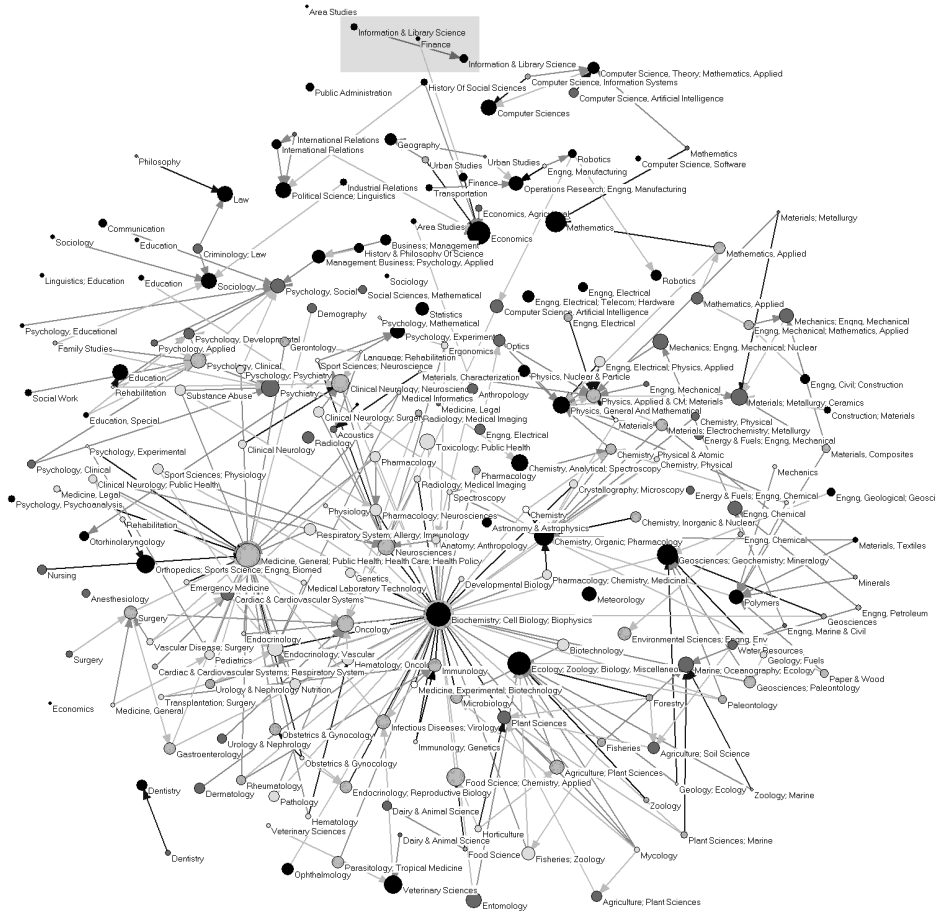 Area Studies
Information & Library Science
Finance
Information & Library Science
Computer Science, Theory; Mathematics, Applied
Computer Science, Information Systems
History Of Social Sciences
Public Administration
Computer Science, Artificial Intelligence
Computer Sciences
International Relations
Geography
International Relations
Mathematics
Philosophy
Urban Studies
Urban Studies
Robotics
Computer Science, Software
Engng, Manufacturing
Industrial Relations
Finance
Operations Research; Engng, Manufacturing
Transportation
Political Science; Linguistics
Law
Economics, Agricultural
Materials; Metallurgy
Communication
Area Studies
Mathematics
Economics
Sociology
Education
Business; Management
History & Philosophy Of Science
Mathematics, Applied
Criminology; Law
Management; Business; Psychology, Applied
Linguistics; Education
Education
Sociology
Sociology
Robotics
Psychology, Social
Social Sciences, Mathematical
Engng, Electrical
Engng, Electrical; Telecom; Hardware
Mathematics, Applied
Demography
Statistics
Computer Science, Artificial Intelligence
Engng, Electrical
Mechanics; Engng, Mechanical
Engng, Mechanical; Mathematics, Applied
Psychology, Educational
Psychology, Mathematical
Psychology, Developmental
Psychology, Experimental
Family Studies
Psychology, Applied
Gerontology
Ergonomics
Optics
Mechanics; Engng, Mechanical; Nuclear
Language; Rehabilitation
Psychology, Clinical
Sport Sciences; Neuroscience
Engng, Electrical; Physics, Applied
Education
Psychology; Psychiatry
Materials, Characterization
Physics, Nuclear & Particle
Engng, Civil; Construction
Social Work
Rehabilitation
Substance Abuse
Psychiatry
Clinical Neurology; Neuroscience
Anthropology
Engng, Mechanical
Medical Informatics
Physics, Applied & CM; Materials
Materials; Metallurgy; Ceramics
Education, Special
Clinical Neurology; Surgery
Medicine, Legal
Radiology; Medical Imaging
Physics, General And Mathematical
Construction; Materials
Chemistry, Physical
Materials
Materials; Electrochemistry; Metallurgy
Acoustics
Radiology
Engng, Electrical
Energy & Fuels; Engng, Mechanical
Psychology, Experimental
Clinical Neurology
Toxicology; Public Health
Chemistry, Physical & Atomic
Materials, Composites
Psychology, Clinical
Sport Sciences; Physiology
Pharmacology
Pharmacology
Chemistry, Analytical; Spectroscopy
Chemistry, Physical
Mechanics
Clinical Neurology; Public Health
Radiology; Medical Imaging
Crystallography; Microscopy
Medicine, Legal
Spectroscopy
Energy & Fuels; Engng, Chemical
Engng, Geological; Geosci
Psychology, Psychoanalysis
Physiology
Pharmacology; Neurosciences
Chemistry
Engng, Chemical
Rehabilitation
Astronomy & Astrophysics
Chemistry, Inorganic & Nuclear
Otorhinolaryngology
Respiratory System; Allergy; Immunology
Chemistry, Organic; Pharmacology
Engng, Chemical
Anatomy; Anthropology
Materials, Textiles
Neurosciences
Orthopedics; Sports Science; Engng, Biomed
Medicine, General; Public Health; Health Care; Health Policy
Geosciences; Geochemistry; Mineralogy
Nursing
Genetics
Developmental Biology
Pharmacology; Chemistry, Medicinal
Minerals
Emergency Medicine
Medical Laboratory Technology
Anesthesiology
Cardiac & Cardiovascular Systems
Meteorology
Polymers
Engng, Petroleum
Surgery
Geosciences
Oncology
Biochemistry; Cell Biology; Biophysics
Engng, Marine & Civil
Endocrinology
Environmental Sciences; Engng, Env
Vascular Disease; Surgery
Endocrinology; Vascular
Biotechnology
Water Resources
Surgery
Pediatrics
Hematology; Oncology
Geology; Fuels
Cardiac & Cardiovascular Systems; Respiratory System
Immunology
Ecology; Zoology; Biology, Miscellaneous
Marine; Oceanography; Ecology
Paper & Wood
Urology & Nephrology
Nutrition
Medicine, Experimental; Biotechnology
Geosciences; Paleontology
Economics
Medicine, General
Transplantation; Surgery
Microbiology
Forestry
Paleontology
Infectious Diseases; Virology
Plant Sciences
Obstetrics & Gynocology
Urology & Nephrology
Immunology; Genetics
Fisheries
Gastroenterology
Agriculture; Soil Science
Obstetrics & Gynocology
Agriculture; Plant Sciences
Dentistry
Rheumatology
Food Science; Chemistry, Applied
Geology; Ecology
Zoology; Marine
Dermatology
Endocrinology; Reproductive Biology
Pathology
Zoology
Dairy & Animal Science
Hematology
Veterinary Sciences
Horticulture
Dairy & Animal Science
Plant Sciences; Marine
Dentistry
Food Science
Fisheries; Zoology
Mycology
Parasitology; Tropical Medicine
Ophthalmology
Veterinary Sciences
Entomology
Agriculture; Plant Sciences